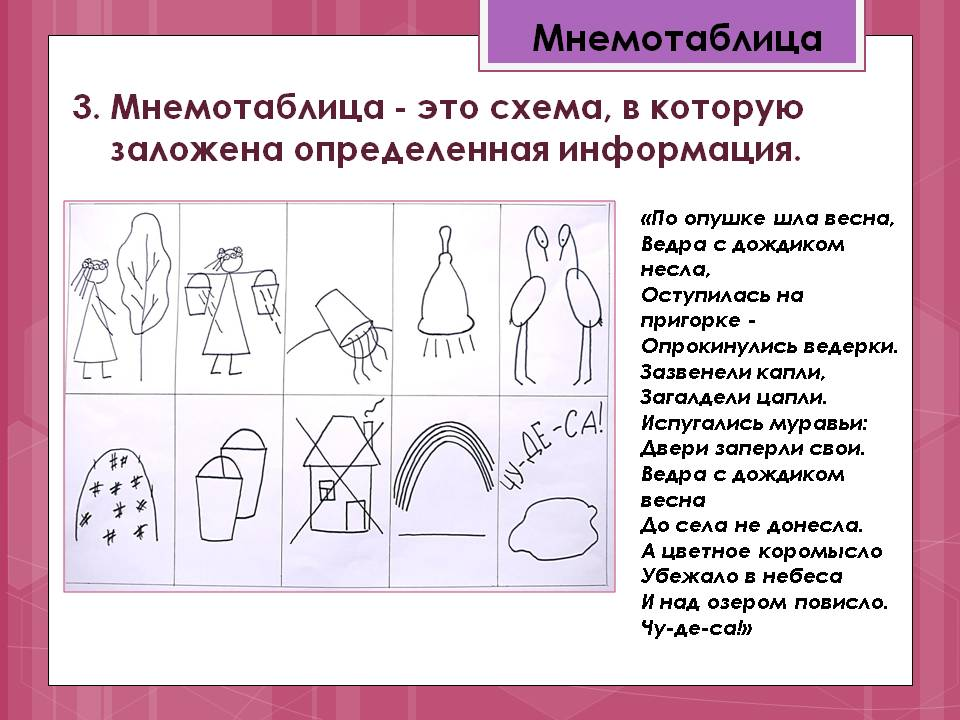 Мнемотаблица
3. Мнемотаблица - это схема, в которую
заложена определенная информация.
ЧУ-ДЕ-СА!
«По опушке шла весна,
Ведра с дождиком
несла,
Оступилась на
пригорке -
Опрокинулись ведерки.
Зазвенели капли,
Загалдели цапли.
Испугались муравьи:
Двери заперли свои.
Ведра с дождиком
весна
До села не донесла.
А цветное коромысло
Убежало в небеса
И над озером повисло.
Чу-де-са!»